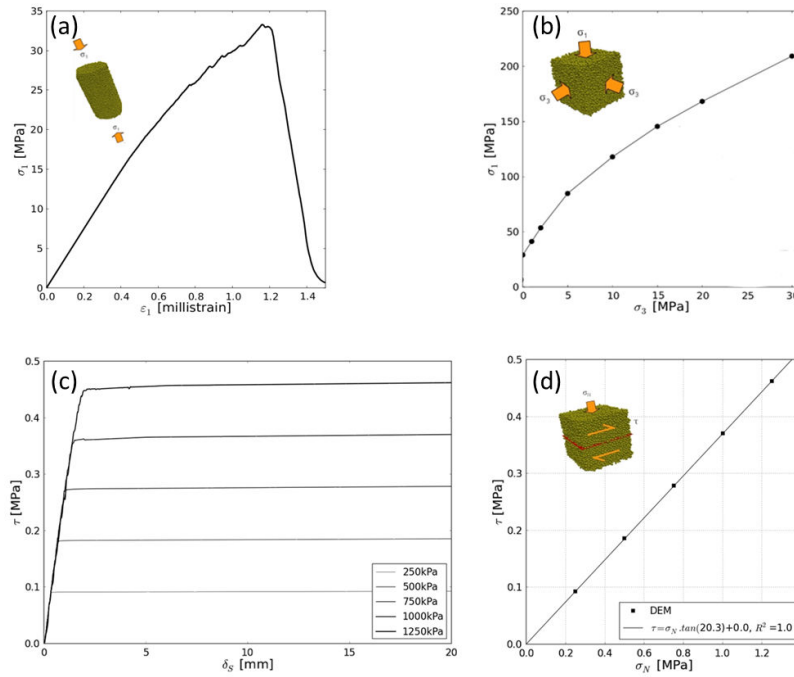 (a)
35
30
25
20
15
10
5
0
σ₁ [MPa]
σ₁
σ₁
0.0 0.2 0.4 0.6 0.8 1.0 1.2 1.4
ε₁ [millistrain]
(b)
250
200
150
100
50
0
σ₁ [MPa]
σ₁
σ₃
σ₃
0 5 10 15 20 30
σ₃ [MPa]
(c)
0.5
0.4
0.3
0.2
0.1
0.0
τ [MPa]
250kPa
500kPa
750kPa
1000kPa
1250kPa
0 5 10 15 20
δ_S [mm]
(d)
0.5
0.4
0.3
0.2
0.1
0.0
τ [MPa]
σₙ
τ
DEM
τ=σ_N.tan(20.3)+0.0, R² =1.0
0.0 0.2 0.4 0.6 0.8 1.0 1.2
σ_N [MPa]